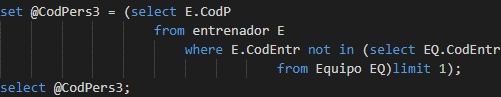 set @CodPers3 = (select E.CodP
from entrenador E
where E.CodEntr not in (select EQ.CodEntr
from Equipo EQ)limit 1);
select @CodPers3;